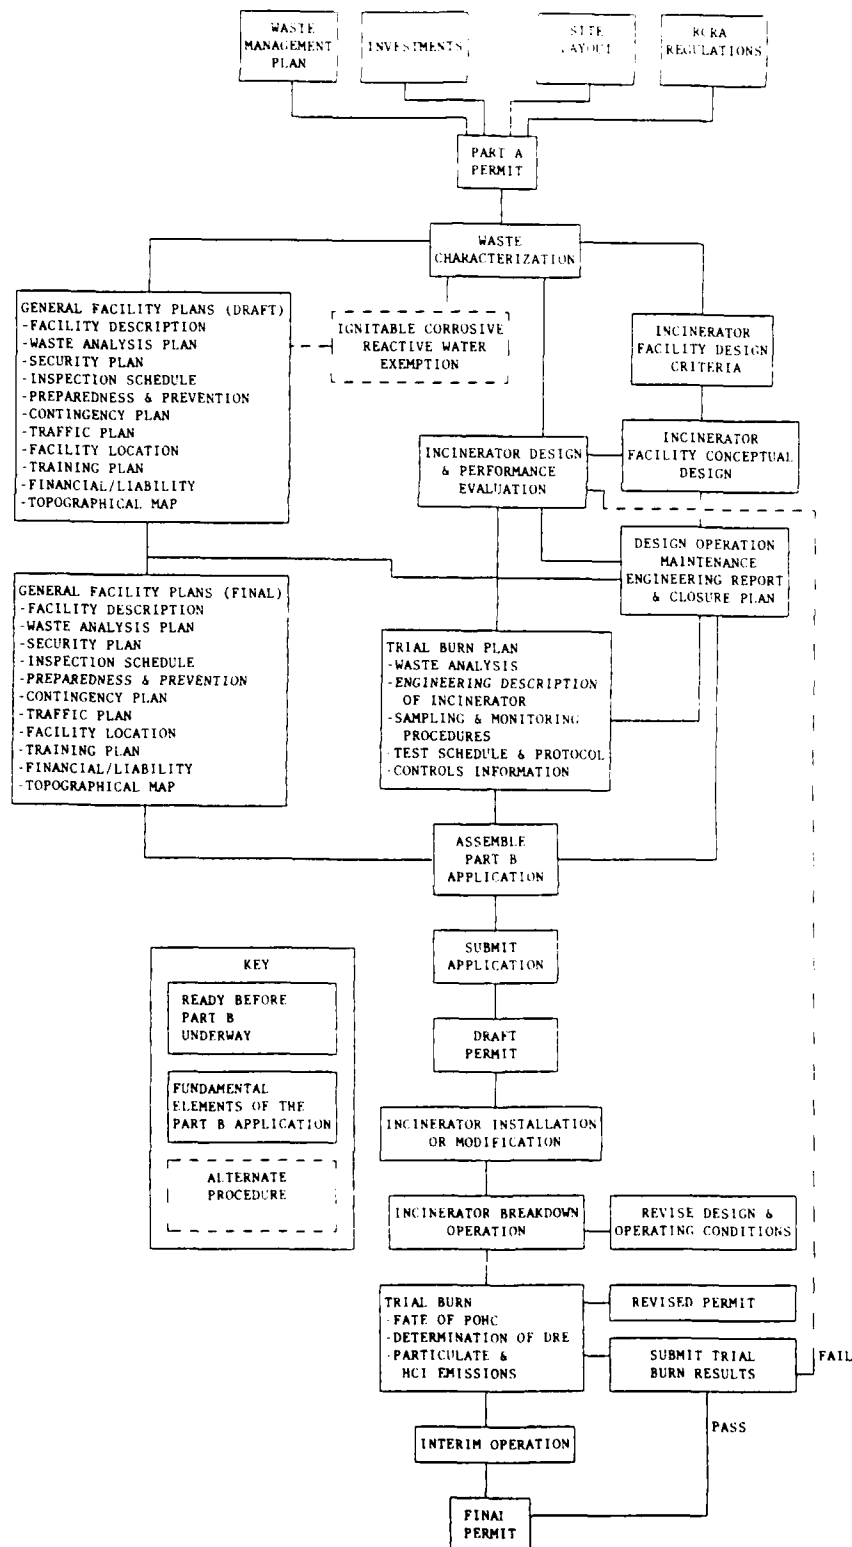 WASTE
MANAGEMENT
PLAN
INVESTMENTS
SITE
LAYOUT
RCRA
REGULATIONS
PART A
PERMIT
WASTE
CHARACTERIZATION
GENERAL FACILITY PLANS (DRAFT)
-FACILITY DESCRIPTION
-WASTE ANALYSIS PLAN
-SECURITY PLAN
-INSPECTION SCHEDULE
-PREPAREDNESS & PREVENTION
-CONTINGENCY PLAN
-TRAFFIC PLAN
-FACILITY LOCATION
-TRAINING PLAN
-FINANCIAL/LIABILITY
-TOPOGRAPHICAL MAP
IGNITABLE CORROSIVE
REACTIVE WATER
EXEMPTION
INCINERATOR
FACILITY DESIGN
CRITERIA
INCINERATOR DESIGN
& PERFORMANCE
EVALUATION
INCINERATOR
FACILITY CONCEPTUAL
DESIGN
DESIGN OPERATION
MAINTENANCE
ENGINEERING REPORT
& CLOSURE PLAN
GENERAL FACILITY PLANS (FINAL)
-FACILITY DESCRIPTION
-WASTE ANALYSIS PLAN
-SECURITY PLAN
-INSPECTION SCHEDULE
-PREPAREDNESS & PREVENTION
-CONTINGENCY PLAN
-TRAFFIC PLAN
-FACILITY LOCATION
-TRAINING PLAN
-FINANCIAL/LIABILITY
-TOPOGRAPHICAL MAP
TRIAL BURN PLAN
-WASTE ANALYSIS
-ENGINEERING DESCRIPTION
OF INCINERATOR
-SAMPLING & MONITORING
PROCEDURES
-TEST SCHEDULE & PROTOCOL
-CONTROLS INFORMATION
ASSEMBLE
PART B
APPLICATION
SUBMIT
APPLICATION
DRAFT
PERMIT
KEY
READY BEFORE
PART B
UNDERWAY
FUNDAMENTAL
ELEMENTS OF THE
PART B APPLICATION
ALTERNATE
PROCEDURE
INCINERATOR INSTALLATION
OR MODIFICATION
INCINERATOR BREAKDOWN
OPERATION
REVISE DESIGN &
OPERATING CONDITIONS
TRIAL BURN
-FATE OF POHC
-DETERMINATION OF DRE
-PARTICULATE &
HCI EMISSIONS
REVISED PERMIT
SUBMIT TRIAL
BURN RESULTS
FAIL
PASS
INTERIM OPERATION
FINAL
PERMIT